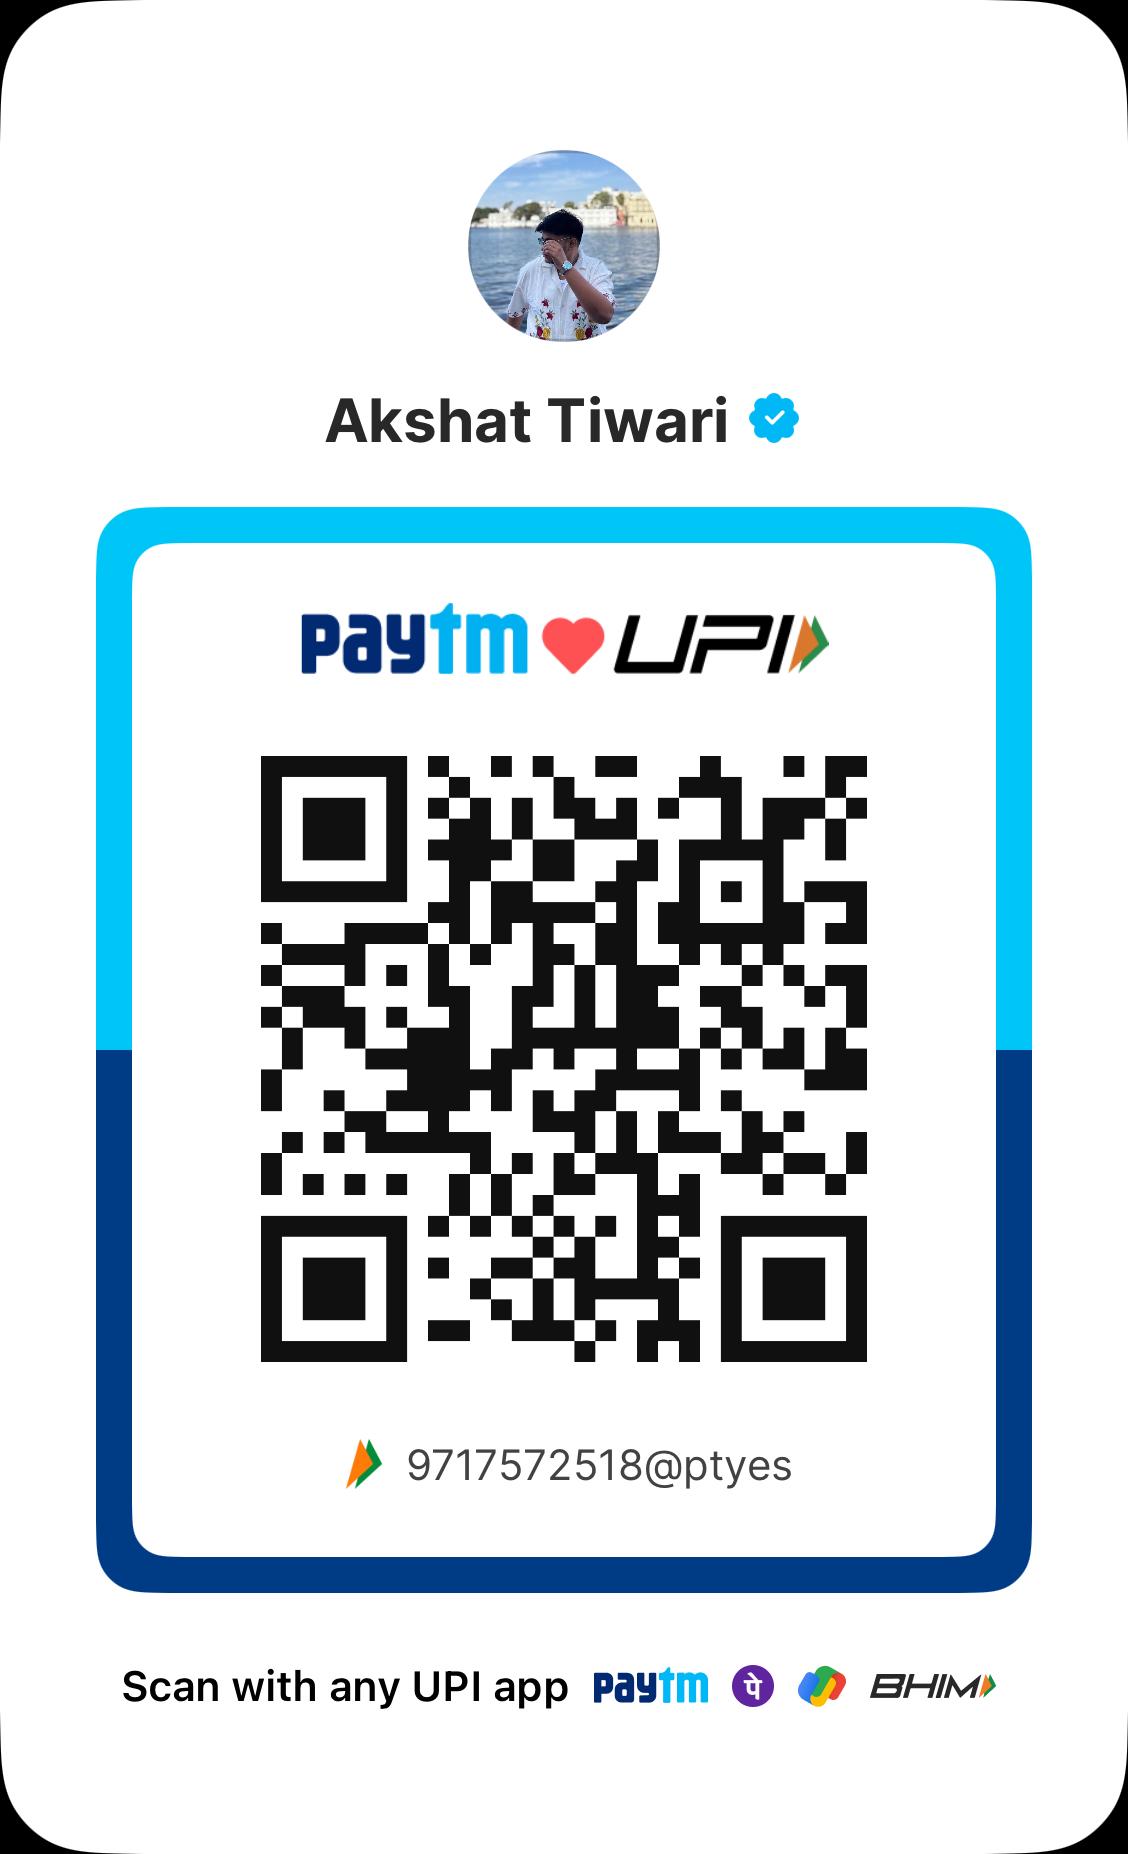 Akshat Tiwari
paytm UPI
9717572518@ptyes
Scan with any UPI app paytm पे BHIM